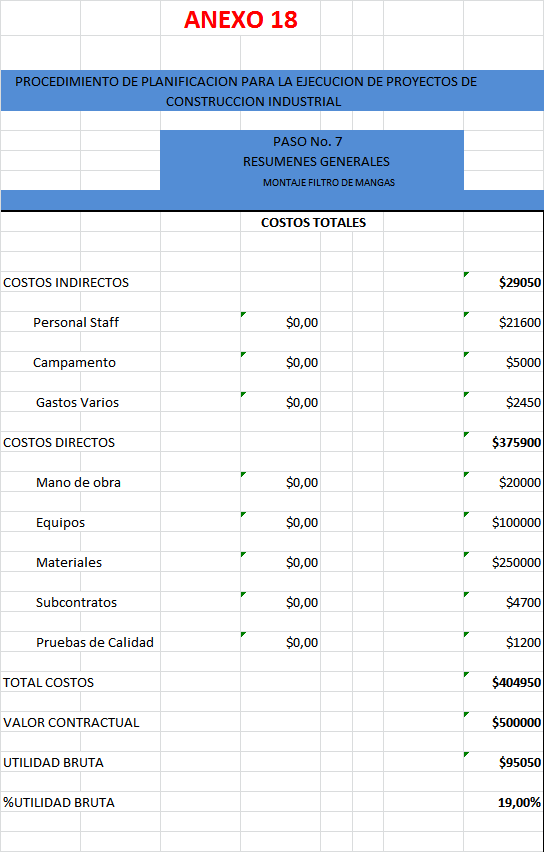 ANEXO 18
PROCEDIMIENTO DE PLANIFICACION PARA LA EJECUCION DE PROYECTOS DE
CONSTRUCCION INDUSTRIAL
PASO No. 7
RESUMENES GENERALES
MONTAJE FILTRO DE MANGAS
COSTOS TOTALES
COSTOS INDIRECTOS $29050
Personal Staff $0,00 $21600
Campamento $0,00 $5000
Gastos Varios $0,00 $2450
COSTOS DIRECTOS $375900
Mano de obra $0,00 $20000
Equipos $0,00 $100000
Materiales $0,00 $250000
Subcontratos $0,00 $4700
Pruebas de Calidad $0,00 $1200
TOTAL COSTOS $404950
VALOR CONTRACTUAL $500000
UTILIDAD BRUTA $95050
%UTILIDAD BRUTA 19,00%